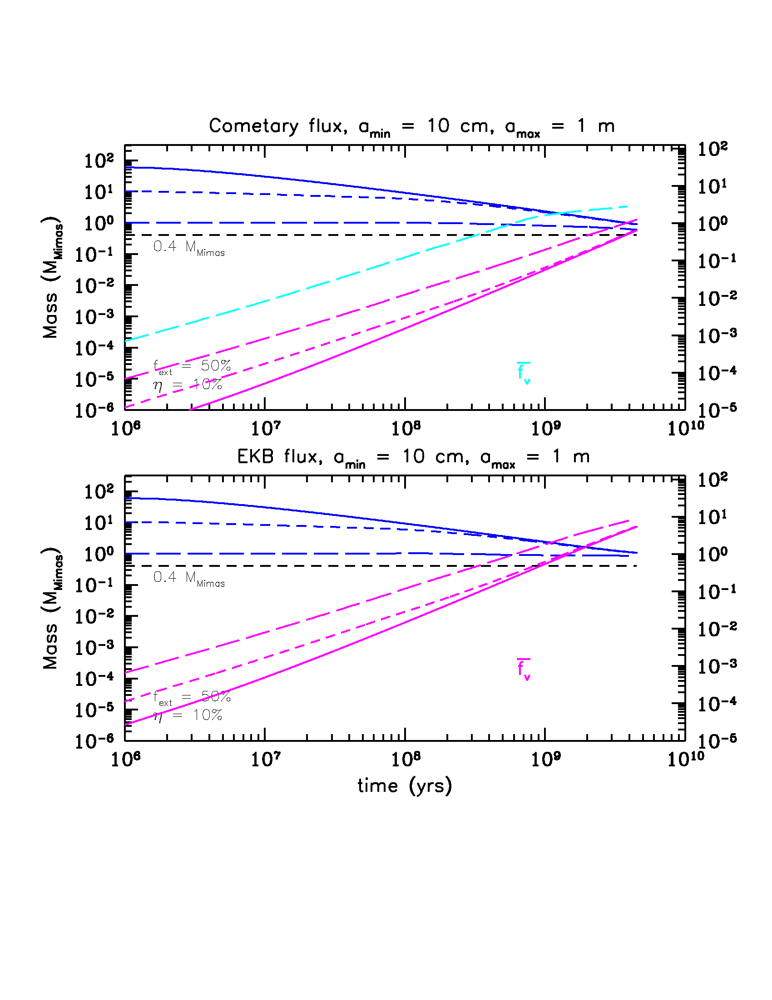 Cometary flux, a_min = 10 cm, a_max = 1 m
10² 10¹ 10⁰ 10⁻¹ 10⁻² 10⁻³ 10⁻⁴ 10⁻⁵ 10⁻⁶
Mass (M_Mimas)
0.4 M_Mimas
f_ext = 50%
η = 10%
f̅_v
10² 10¹ 10⁰ 10⁻¹ 10⁻² 10⁻³ 10⁻⁴ 10⁻⁵
10⁶ 10⁷ 10⁸ 10⁹ 10¹⁰
EKB flux, a_min = 10 cm, a_max = 1 m
10² 10¹ 10⁰ 10⁻¹ 10⁻² 10⁻³ 10⁻⁴ 10⁻⁵ 10⁻⁶
Mass (M_Mimas)
0.4 M_Mimas
f_ext = 50%
η = 10%
f̅_v
10² 10¹ 10⁰ 10⁻¹ 10⁻² 10⁻³ 10⁻⁴ 10⁻⁵
10⁶ 10⁷ 10⁸ 10⁹ 10¹⁰
time (yrs)